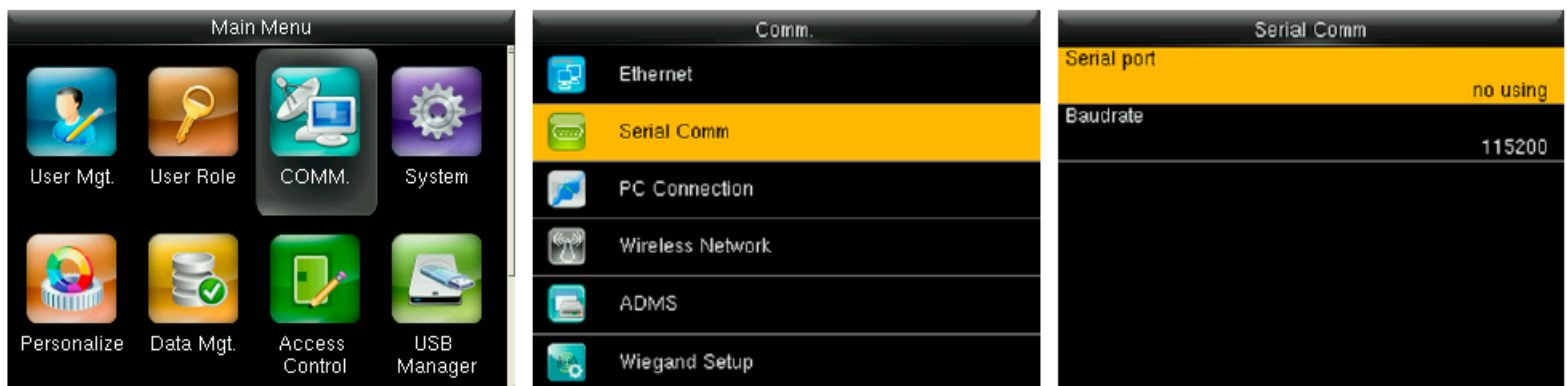 Main Menu
User Mgt.
User Role
COMM.
System
Personalize
Data Mgt.
Access
Control
USB
Manager
Comm.
Ethernet
Serial Comm
PC Connection
Wireless Network
ADMS
Wiegand Setup
Serial Comm
Serial port
no using
Baudrate
115200